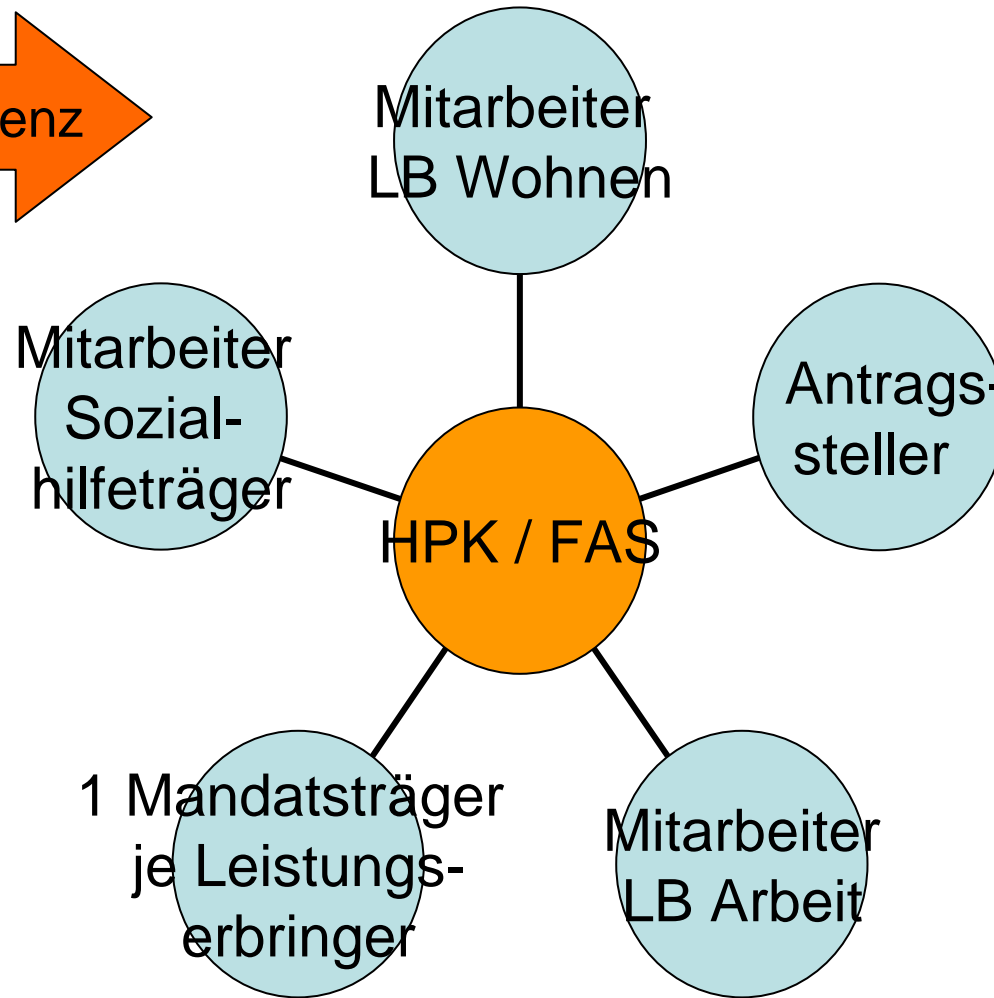 enz
Mitarbeiter
LB Wohnen
Mitarbeiter
Sozial-
hilfeträger
Antrags-
steller
HPK / FAS
1 Mandatsträger
je Leistungs-
erbringer
Mitarbeiter
LB Arbeit